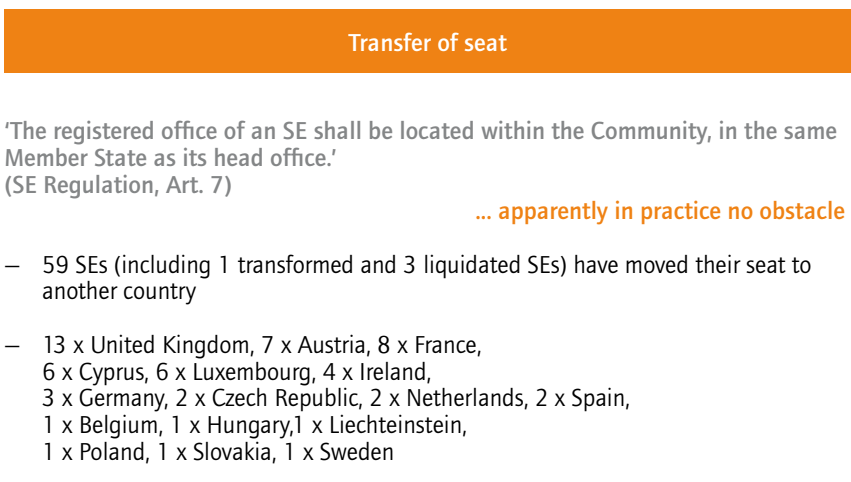 Transfer of seat
'The registered office of an SE shall be located within the Community, in the same
Member State as its head office.'
(SE Regulation, Art. 7)
... apparently in practice no obstacle
– 59 SEs (including 1 transformed and 3 liquidated SEs) have moved their seat to
another country
– 13 x United Kingdom, 7 x Austria, 8 x France,
6 x Cyprus, 6 x Luxembourg, 4 x Ireland,
3 x Germany, 2 x Czech Republic, 2 x Netherlands, 2 x Spain,
1 x Belgium, 1 x Hungary,1 x Liechteinstein,
1 x Poland, 1 x Slovakia, 1 x Sweden